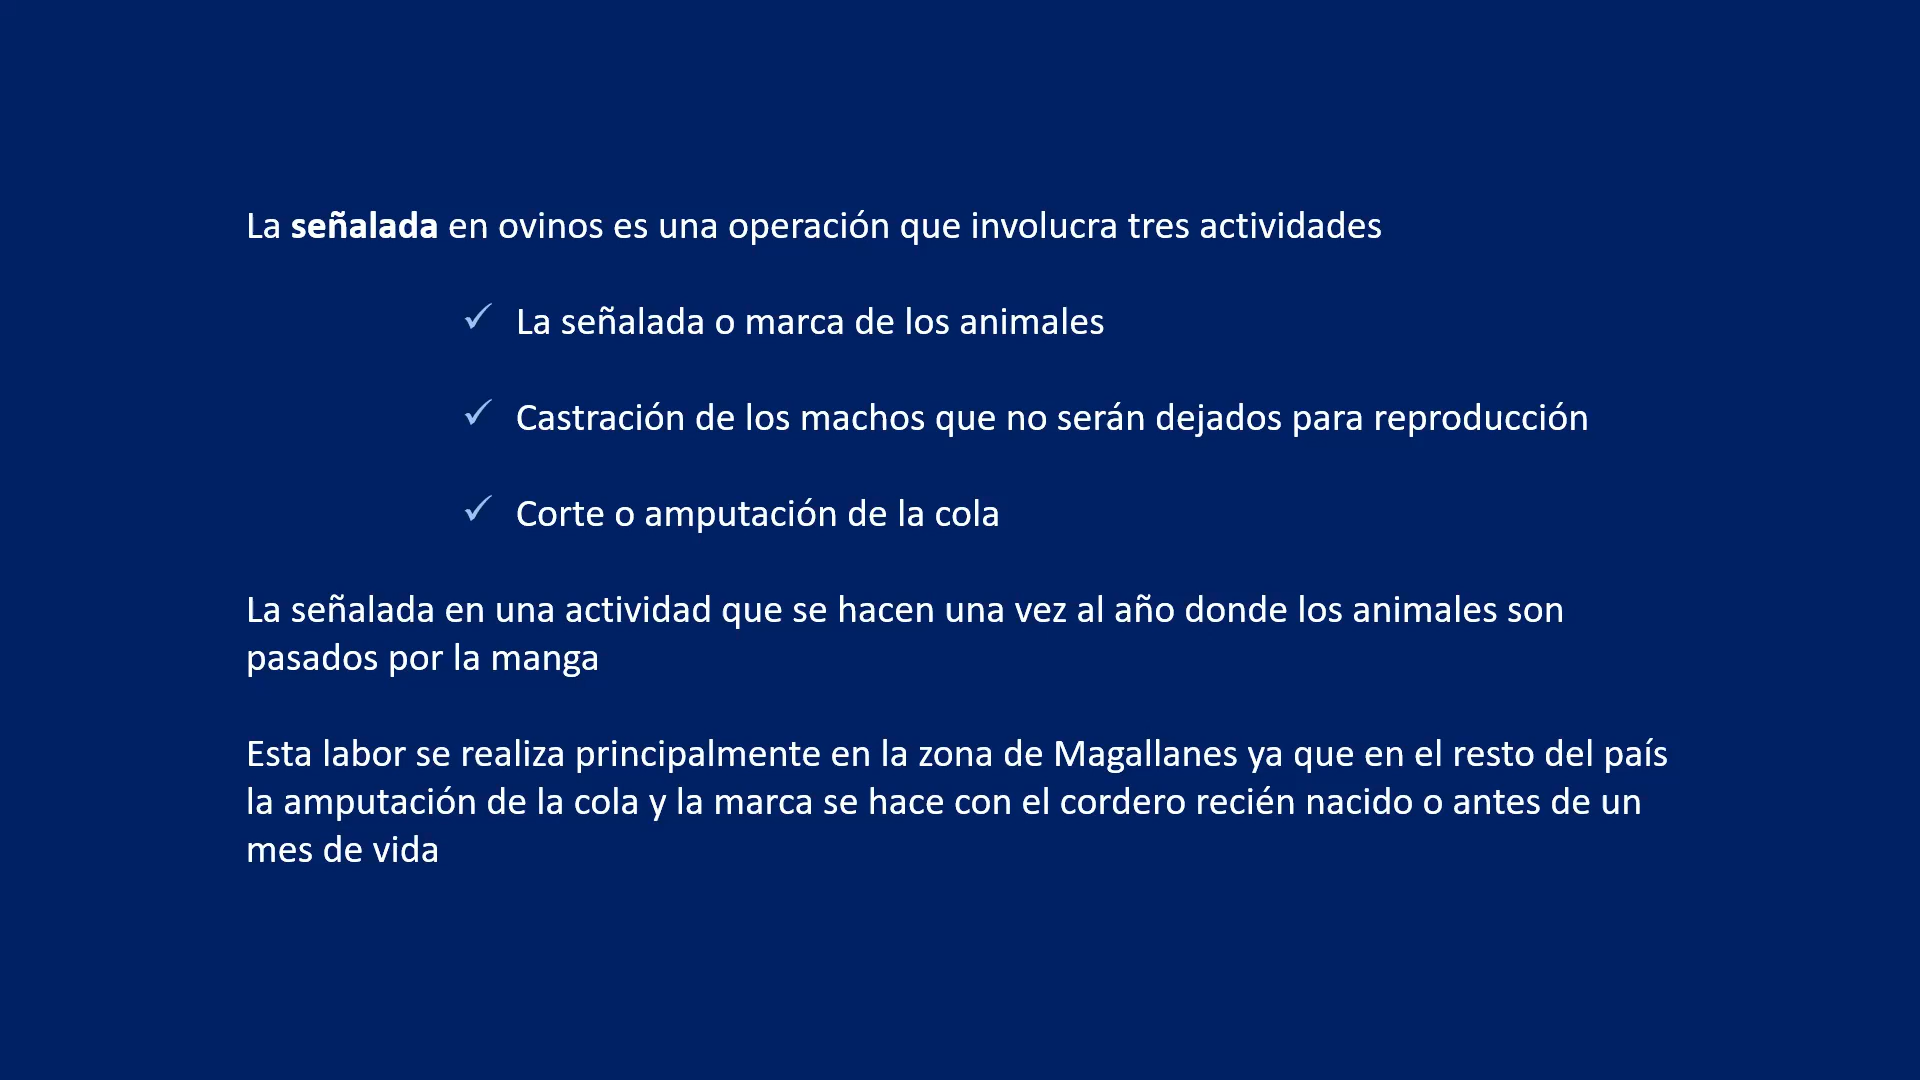 La señalada en ovinos es una operación que involucra tres actividades
✓ La señalada o marca de los animales
✓ Castración de los machos que no serán dejados para reproducción
✓ Corte o amputación de la cola
La señalada en una actividad que se hacen una vez al año donde los animales son
pasados por la manga
Esta labor se realiza principalmente en la zona de Magallanes ya que en el resto del país
la amputación de la cola y la marca se hace con el cordero recién nacido o antes de un
mes de vida